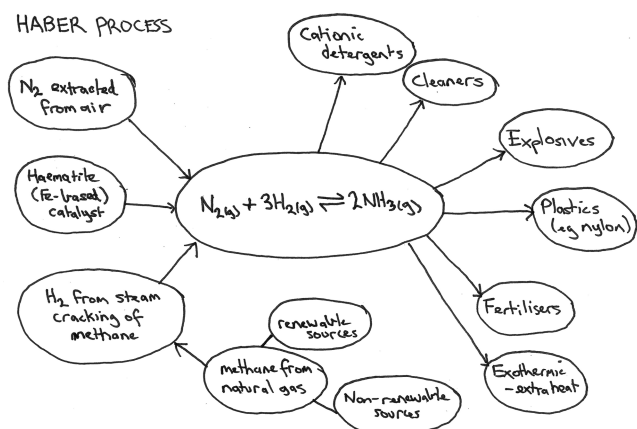 HABER PROCESS
Cationic
detergents
Cleaners
N2 extracted
from air
Explosives
Haematite
(Fe-based)
catalyst
N2(g) + 3H2(g) ⇌ 2NH3(g)
Plastics
(eg nylon)
H2 from steam
cracking of
methane
Fertilisers
renewable
sources
methane from
natural gas
Exothermic
-extra heat
Non-renewable
sources